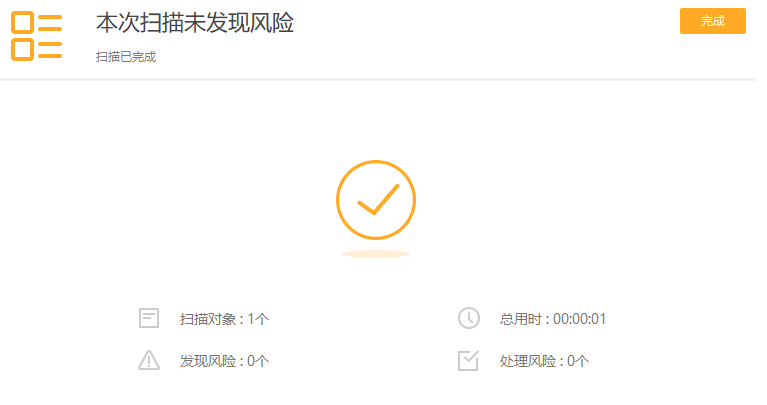 本次扫描未发现风险
完成
扫描已完成
扫描对象 : 1个
总用时 : 00:00:01
发现风险 : 0个
处理风险 : 0个